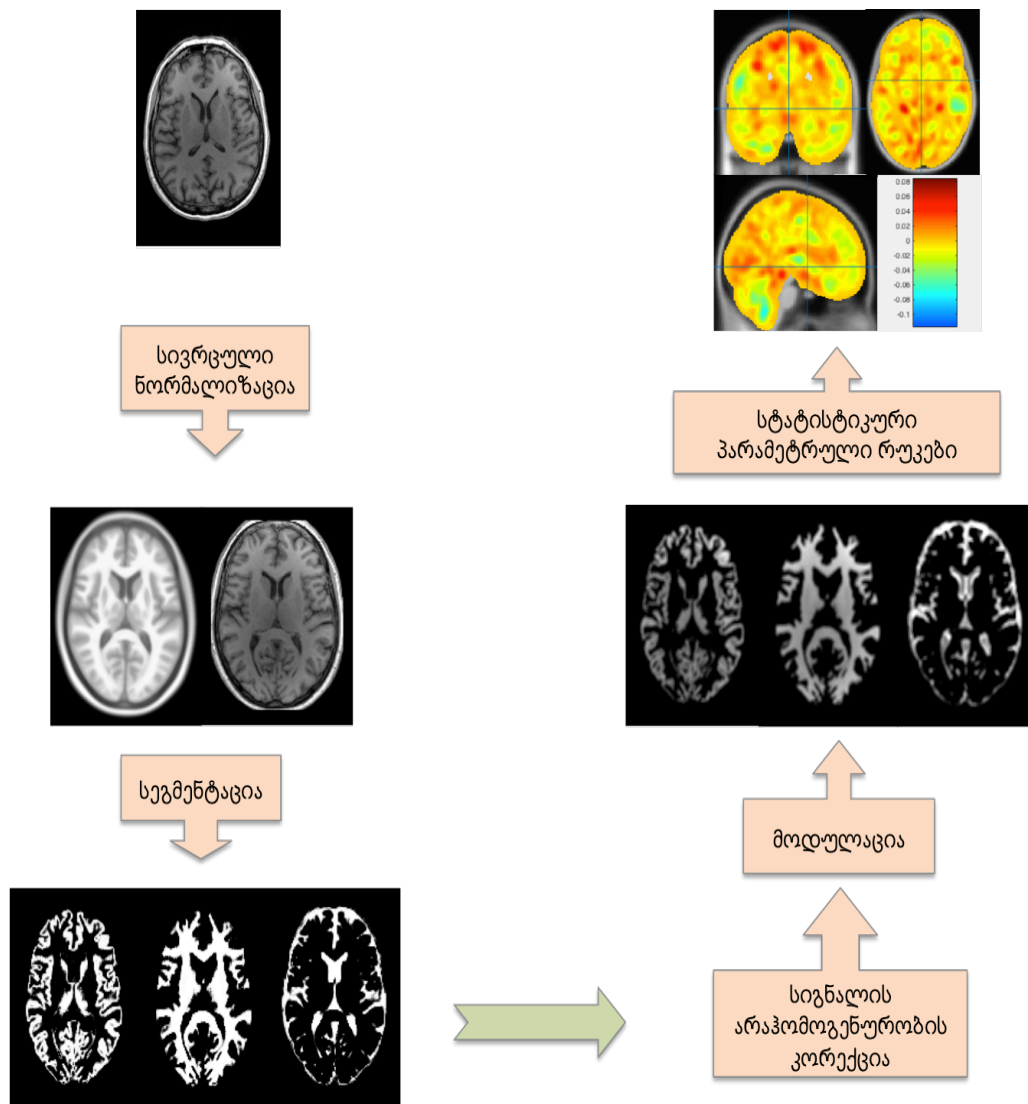 სივრცული
ნორმალიზაცია
სეგმენტაცია
სიგნალის
არაჰომოგენურობის
კორექცია
მოდულაცია
სტატისტიკური
პარამეტრული რუკები
0.08
0.06
0.04
0.02
0
-0.02
-0.04
-0.06
-0.08
-0.1